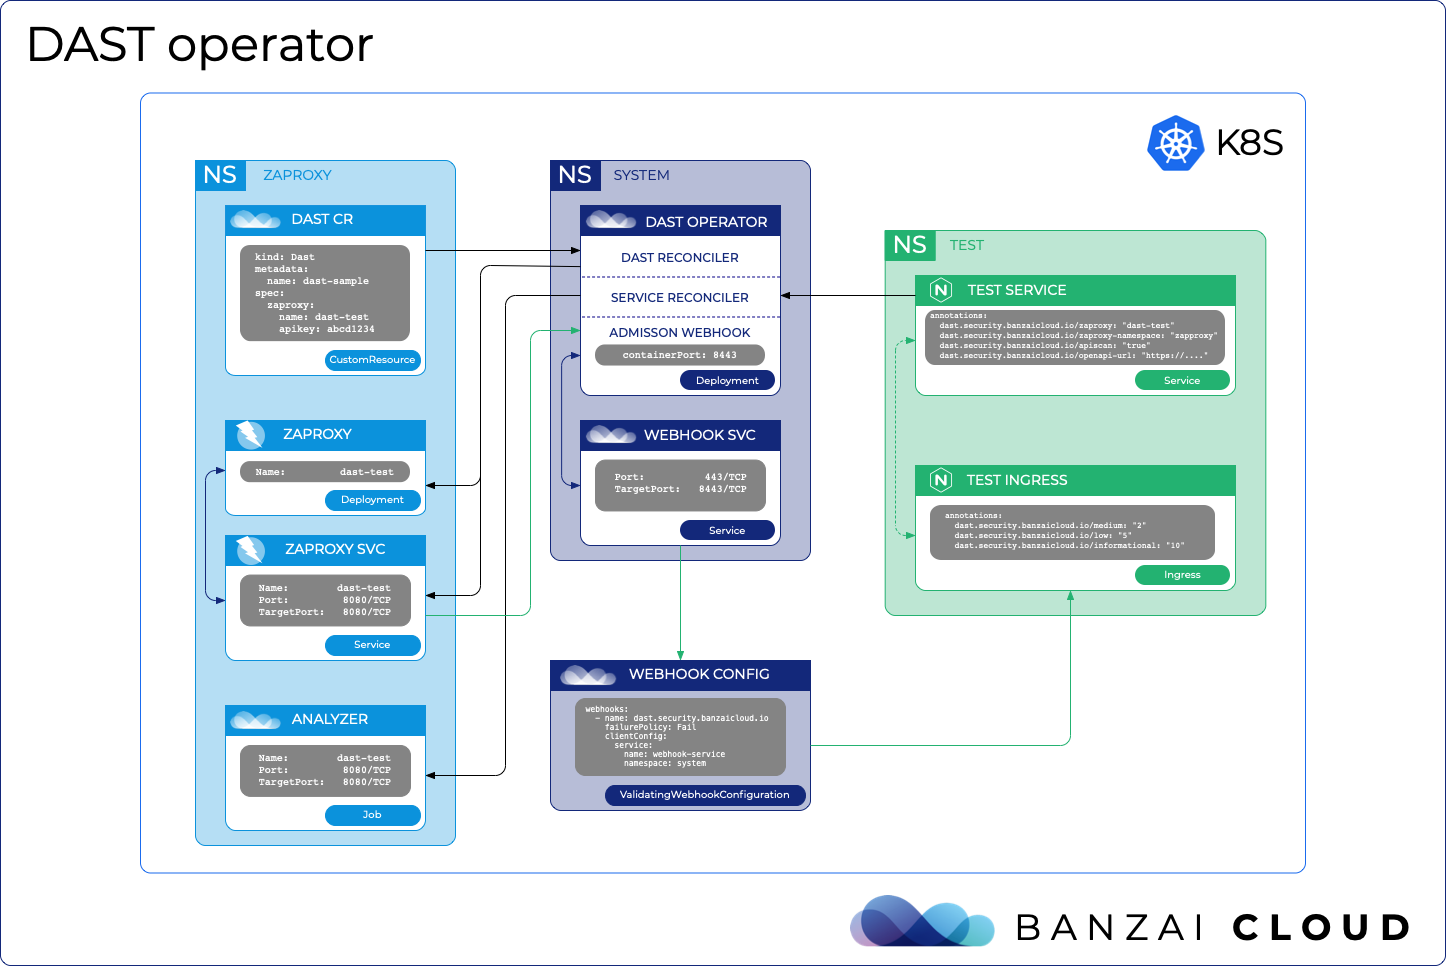 DAST operator
K8S
NS ZAPROXY
DAST CR
kind: Dast
metadata:
name: dast-sample
spec:
zaproxy:
name: dast-test
apikey: abcd1234
CustomResource
ZAPROXY
Name: dast-test
Deployment
ZAPROXY SVC
Name: dast-test
Port: 8080/TCP
TargetPort: 8080/TCP
Service
ANALYZER
Name: dast-test
Port: 8080/TCP
TargetPort: 8080/TCP
Job
NS SYSTEM
DAST OPERATOR
DAST RECONCILER
SERVICE RECONCILER
ADMISSON WEBHOOK
containerPort: 8443
Deployment
WEBHOOK SVC
Port: 443/TCP
TargetPort: 8443/TCP
Service
WEBHOOK CONFIG
webhooks:
- name: dast.security.banzaicloud.io
failurePolicy: Fail
clientConfig:
service:
name: webhook-service
namespace: system
ValidatingWebhookConfiguration
NS TEST
TEST SERVICE
annotations:
dast.security.banzaicloud.io/zaproxy: "dast-test"
dast.security.banzaicloud.io/zaproxy-namespace: "zapproxy"
dast.security.banzaicloud.io/apiscan: "true"
dast.security.banzaicloud.io/openapi-url: "https://...."
Service
TEST INGRESS
annotations:
dast.security.banzaicloud.io/medium: "2"
dast.security.banzaicloud.io/low: "5"
dast.security.banzaicloud.io/informational: "10"
Ingress
BANZAI CLOUD